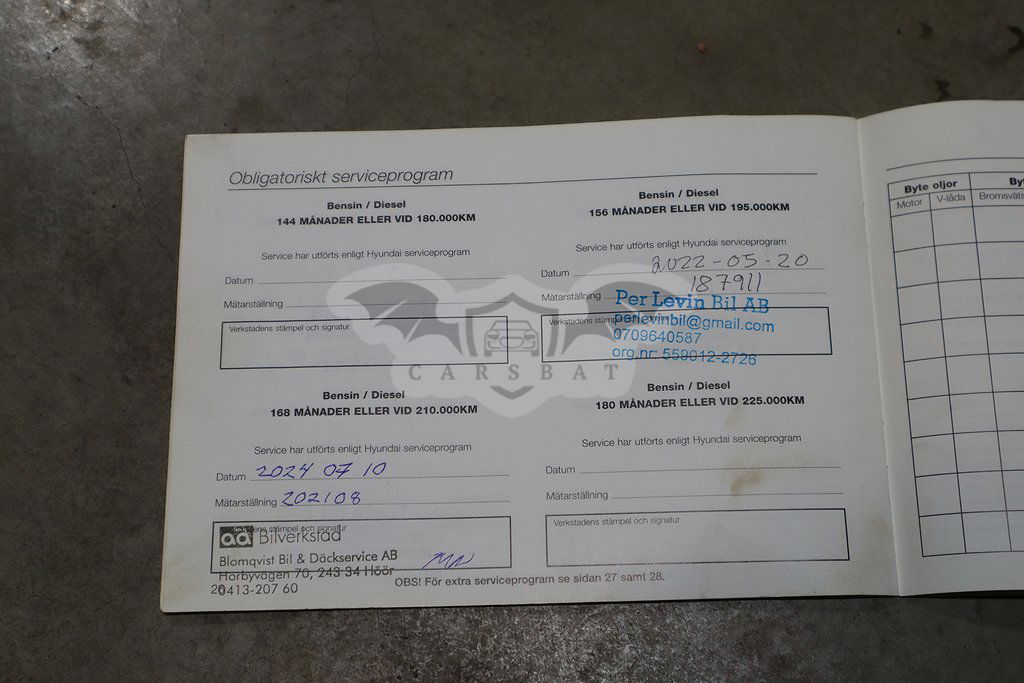 Obligatoriskt serviceprogram
Bensin / Diesel
144 MÅNADER ELLER VID 180.000KM
Service har utförts enligt Hyundai serviceprogram
Datum
Mätarställning
Verkstadens stämpel och signatur
Bensin / Diesel
156 MÅNADER ELLER VID 195.000KM
Service har utförts enligt Hyundai serviceprogram
Datum 2022-05-20
Mätarställning 187911
Verkstadens
Per Levin Bil AB
perlevinbil@gmail.com
0709640587
org.nr: 559012-2726
CARSBAT
Bensin / Diesel
168 MÅNADER ELLER VID 210.000KM
Service har utförts enligt Hyundai serviceprogram
Datum 2024 07 10
Mätarställning 202108
stämpel och signatur
ad Bilverkstad
Blomqvist Bil & Däckservice AB
Hörbyvägen 70, 243 34 Höör
0413-207 60
Bensin / Diesel
180 MÅNADER ELLER VID 225.000KM
Service har utförts enligt Hyundai serviceprogram
Datum
Mätarställning
Verkstadens stämpel och signatur
OBS! För extra serviceprogram se sidan 27 samt 28.
Byte oljor
Motor V-låda